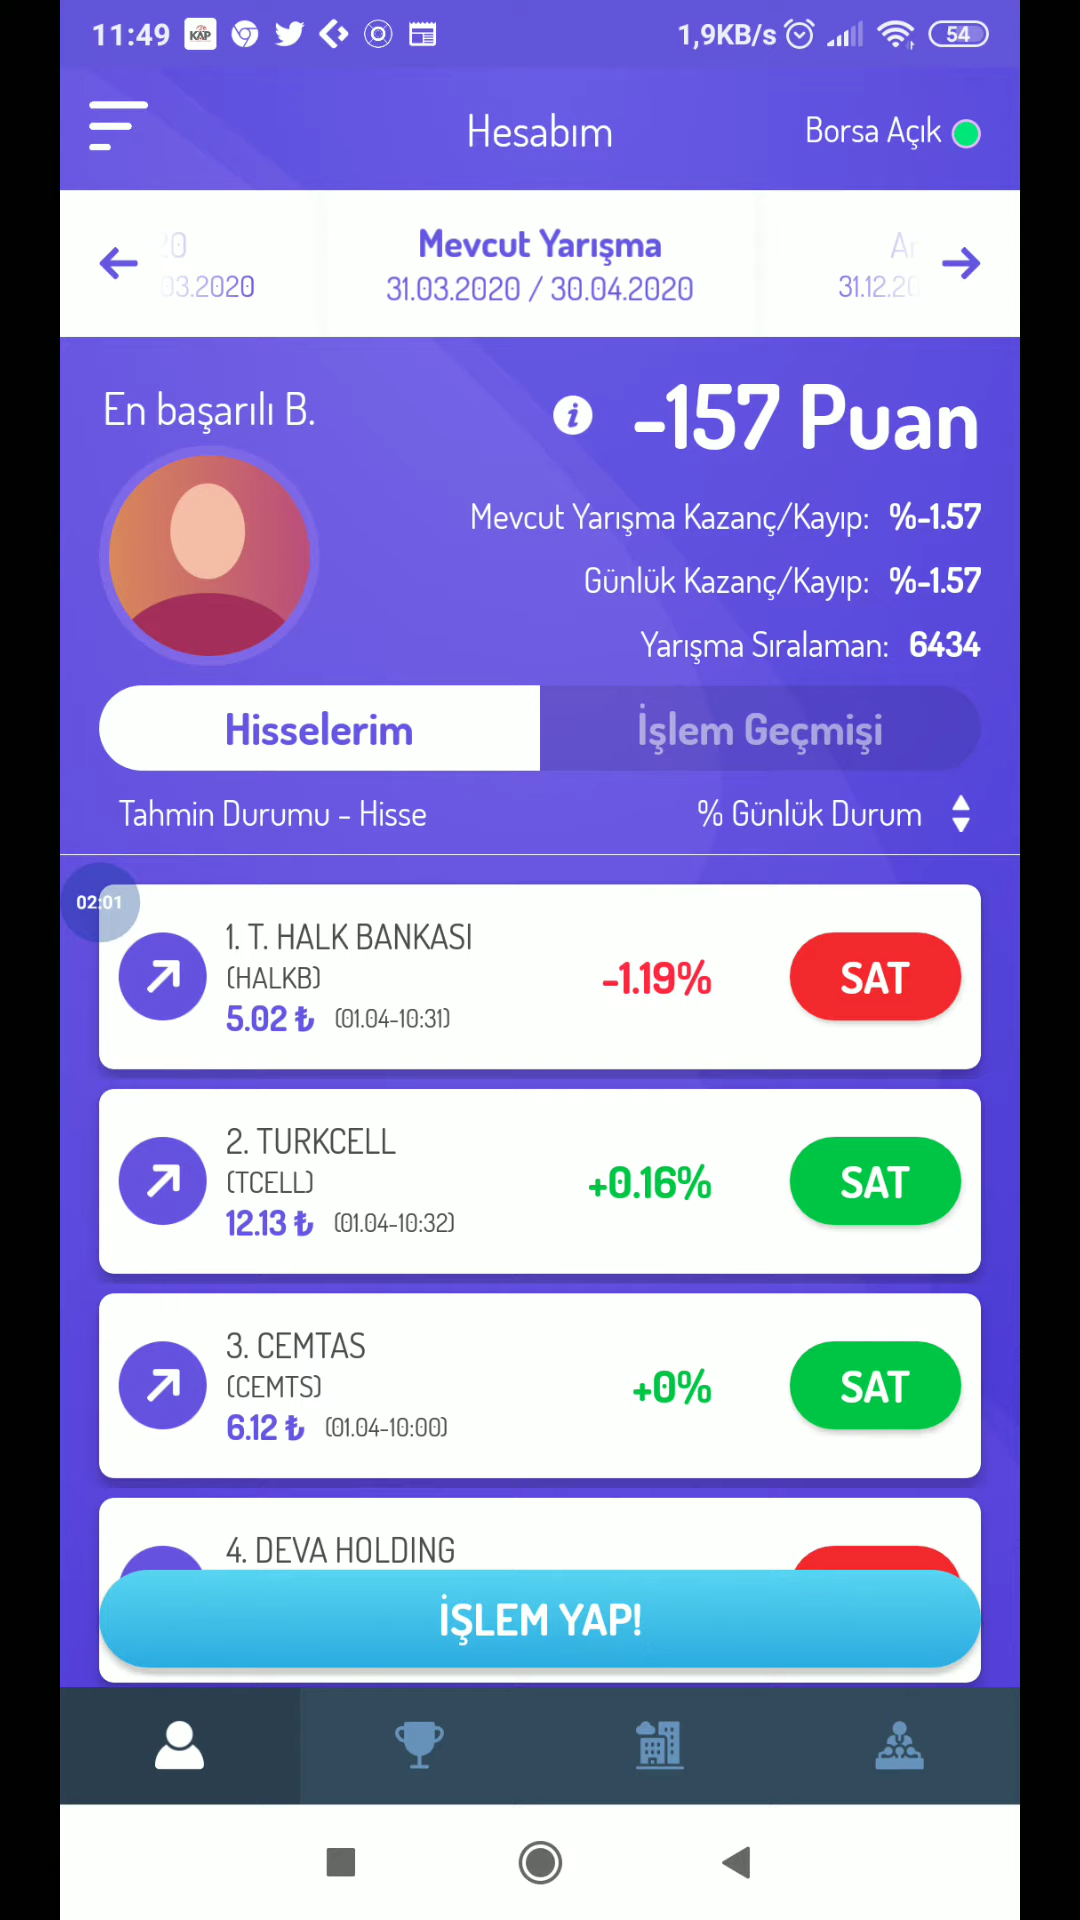 11:49 KAP 1,9KB/s 54
Hesabım Borsa Açık
Mevcut Yarışma
03.2020 31.03.2020 / 30.04.2020 31.12.20
En başarılı B. -157 Puan
Mevcut Yarışma Kazanç/Kayıp: %-1.57
Günlük Kazanç/Kayıp: %-1.57
Yarışma Sıralaman: 6434
Hisselerim İşlem Geçmişi
Tahmin Durumu - Hisse % Günlük Durum
02:01
1. T. HALK BANKASI
(HALKB) -1.19% SAT
5.02 ₺ (01.04-10:31)
2. TURKCELL
(TCELL) +0.16% SAT
12.13 ₺ (01.04-10:32)
3. CEMTAS
(CEMTS) +0% SAT
6.12 ₺ (01.04-10:00)
4. DEVA HOLDING
İŞLEM YAP!